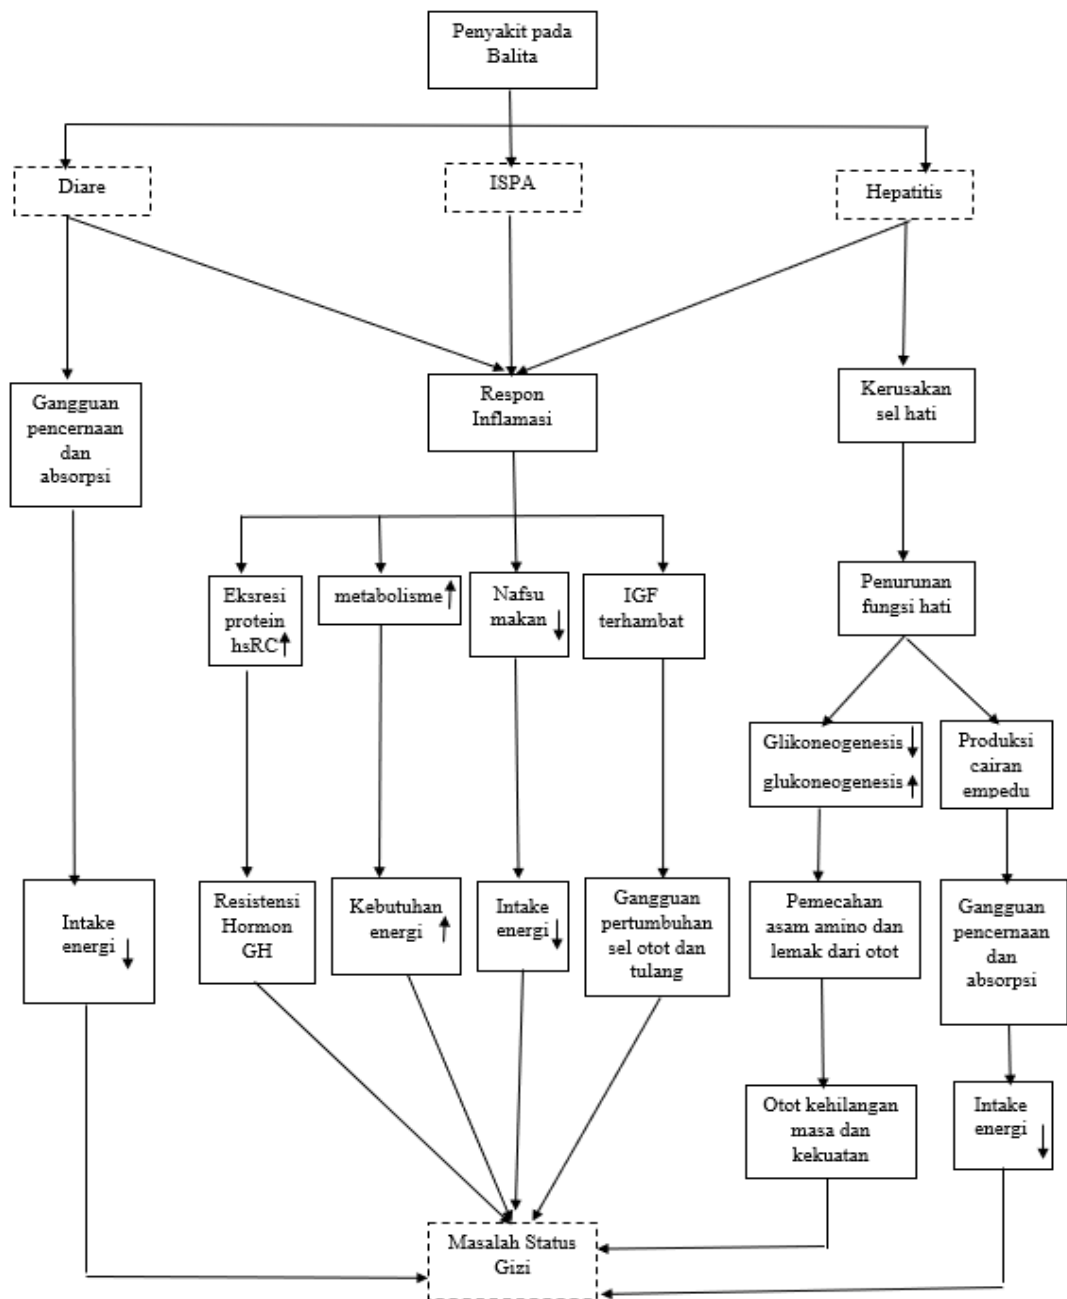 Penyakit pada
Balita
Diare
ISPA
Hepatitis
Gangguan
pencernaan
dan
absorpsi
Respon
Inflamasi
Kerusakan
sel hati
Eksresi
protein
hsRC
metabolisme
Nafsu
makan
IGF
terhambat
Penurunan
fungsi hati
Glikoneogenesis
glukoneogenesis
Produksi
cairan
empedu
Intake
energi
Resistensi
Hormon
GH
Kebutuhan
energi
Intake
energi
Gangguan
pertumbuhan
sel otot dan
tulang
Pemecahan
asam amino dan
lemak dari otot
Gangguan
pencernaan
dan
absorpsi
Otot kehilangan
masa dan
kekuatan
Intake
energi
Masalah Status
Gizi